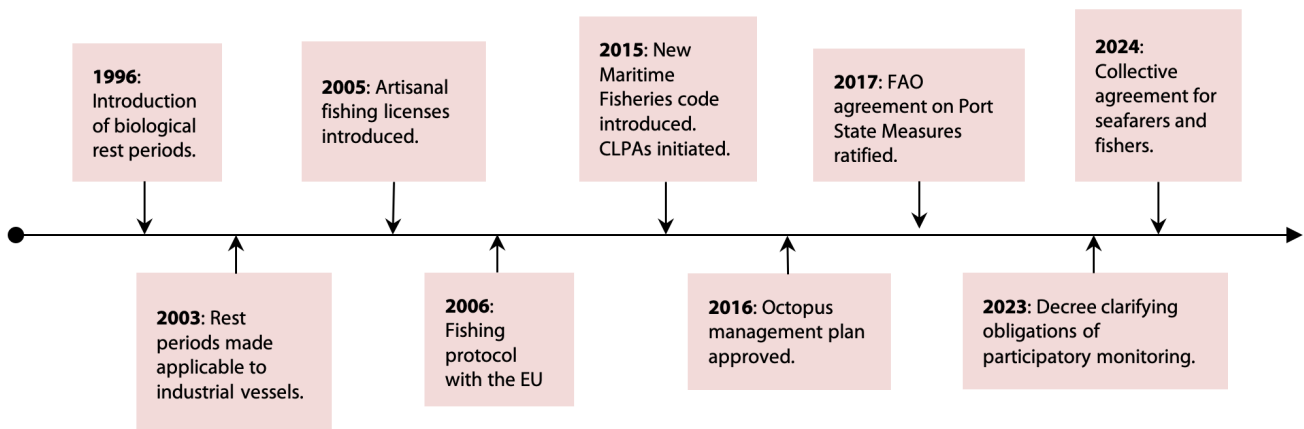 1996:
Introduction
of biological
rest periods.
2003: Rest
periods made
applicable to
industrial vessels.
2005: Artisanal
fishing licenses
introduced.
2006:
Fishing
protocol
with the EU
2015: New
Maritime
Fisheries code
introduced.
CLPAs initiated.
2016: Octopus
management plan
approved.
2017: FAO
agreement on Port
State Measures
ratified.
2023: Decree clarifying
obligations of
participatory monitoring.
2024:
Collective
agreement for
seafarers and
fishers.